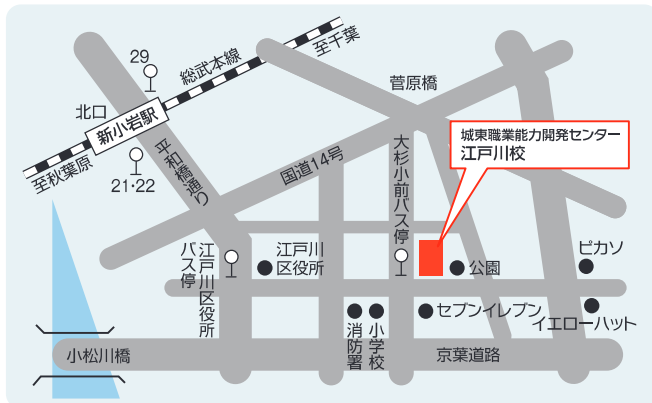 29
総武本線
至千葉
北口
新小岩駅
菅原橋
城東職業能力開発センター
江戸川校
至秋葉原
21・22
平和橋通り
国道14号
大杉小前バス停
江戸川区役所
バス停
江戸川
区役所
公園
ピカソ
セブンイレブン
イエローハット
消防署
小学校
小松川橋
京葉道路